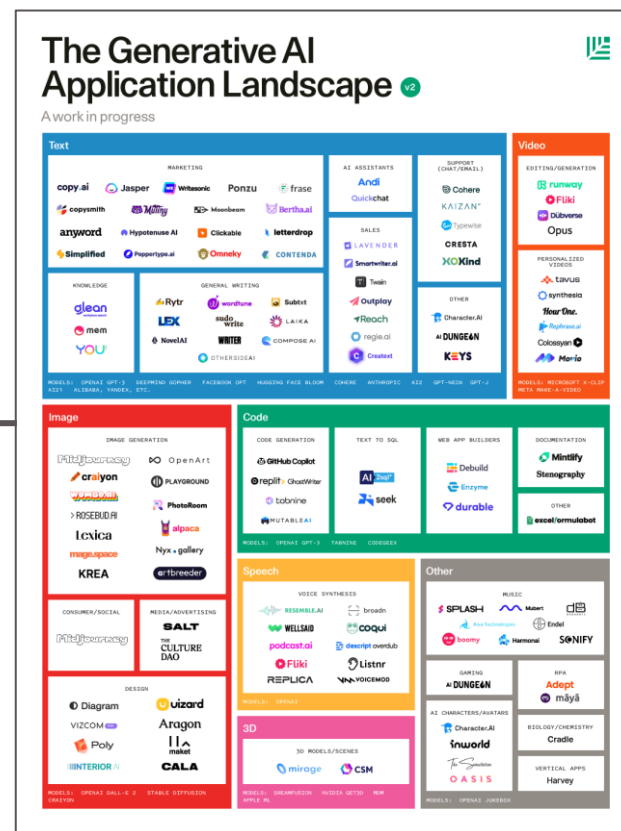 The Generative AI
Application Landscape v2
A work in progress
Text
MARKETING
copy.ai Jasper Writesonic Ponzu frase
copysmith Mutiny Moonbeam Bertha.ai
anyword Hypotenuse AI Clickable letterdrop
Simplified Peppertype.ai Omneky CONTENDA
KNOWLEDGE
glean
mem
YOU
GENERAL WRITING
Rytr wordtune Subtxt
LEX sudowrite LAIKA
NovelAI WRITER COMPOSE AI
OTHERSIDEAI
AI ASSISTANTS
Andi
Quickchat
SALES
LAVENDER
Smartwriter.ai
Twain
Outplay
Reach
regie.ai
Creatext
SUPPORT
(CHAT/EMAIL)
Cohere
KAIZAN
Typewise
CRESTA
XOKind
OTHER
Character.AI
AI DUNGEON
KEYS
MODELS: OPENAI GPT-3 DEEPMIND GOPHER FACEBOOK OPT HUGGING FACE BLOOM COHERE ANTHROPIC AI2 GPT-NEOX GPT-J
AI21 ALIBABA, YANDEX, ETC.
Video
EDITING/GENERATION
runway
Fliki
Dubverse
Opus
PERSONALIZED
VIDEOS
tavus
synthesia
Hour One.
Rephrase.ai
Colossyan
Mov.io
MODELS: MICROSOFT X-CLIP
META MAKE-A-VIDEO
Image
IMAGE GENERATION
Midjourney OpenArt
craiyon PLAYGROUND
WOMBO.AI PhotoRoom
ROSEBUD.AI alpaca
Lexica Nyx.gallery
mage.space artbreeder
KREA
CONSUMER/SOCIAL
Midjourney
MEDIA/ADVERTISING
SALT
THE
CULTURE
DAO
DESIGN
Diagram uizard
VIZCOM Aragon
Poly maket
INTERIOR AI CALA
MODELS: OPENAI DALL-E 2 STABLE DIFFUSION
CRAIYON
Code
CODE GENERATION
GitHub Copilot
replit GhostWriter
tabnine
MUTABLEAI
TEXT TO SQL
AI2sql
seek
WEB APP BUILDERS
Debuild
Enzyme
durable
DOCUMENTATION
Mintlify
Stenography
OTHER
excelformulabot
MODELS: OPENAI GPT-3 TABNINE CODEGEEX
Speech
VOICE SYNTHESIS
RESEMBLE.AI broadn
WELLSAID coqui
podcast.ai descript overdub
Fliki Listnr
REPLICA VOICEMOD
MODELS: OPENAI
3D
3D MODELS/SCENES
mirage CSM
MODELS: DREAMFUSION NVIDIA GET3D MDM
APPLE ML
Other
MUSIC
SPLASH Mubert
Endel
boomy Harmonai SONIFY
GAMING
AI DUNGEON
RPA
Adept
māyā
AI CHARACTERS/AVATARS
Character.AI
inworld
The Simulation
OASIS
BIOLOGY/CHEMISTRY
Cradle
VERTICAL APPS
Harvey
MODELS: OPENAI JUKEBOX